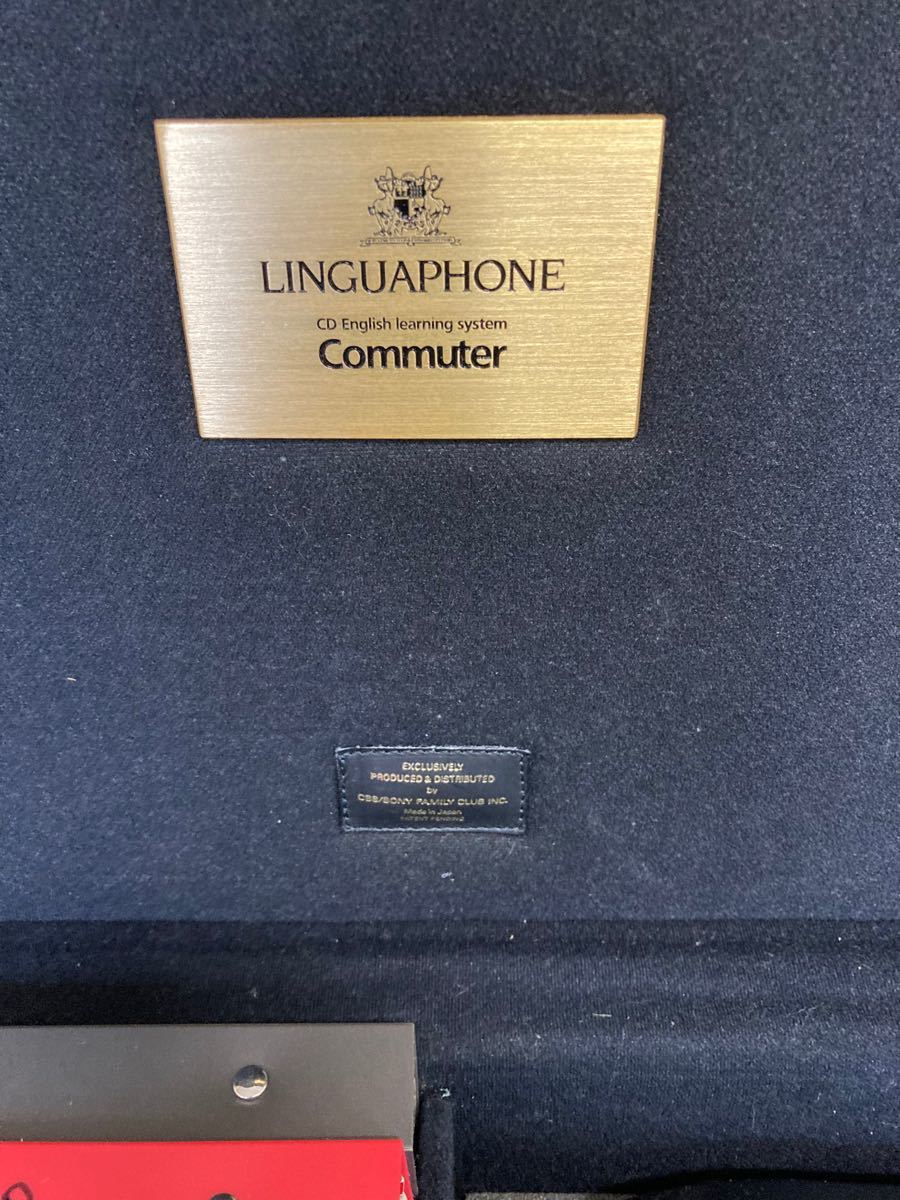 LINGUAPHONE
CD English learning system
Commuter
EXCLUSIVELY
PRODUCED & DISTRIBUTED
by
CBS/SONY FAMILY CLUB INC.
Made in Japan
PATENT PENDING